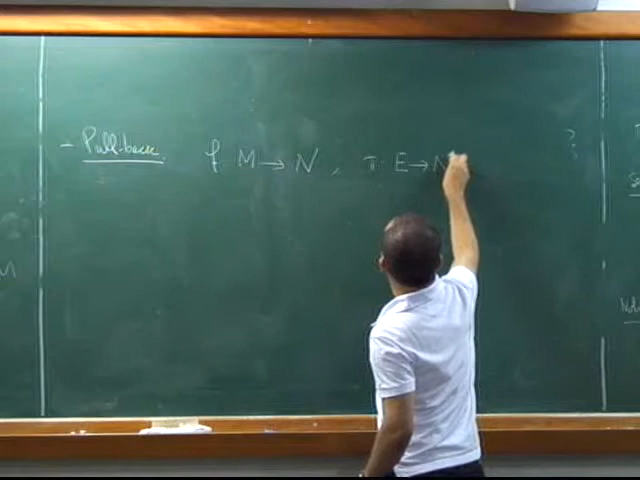 - Pull-back. f: M → N, π: E → N
M
?